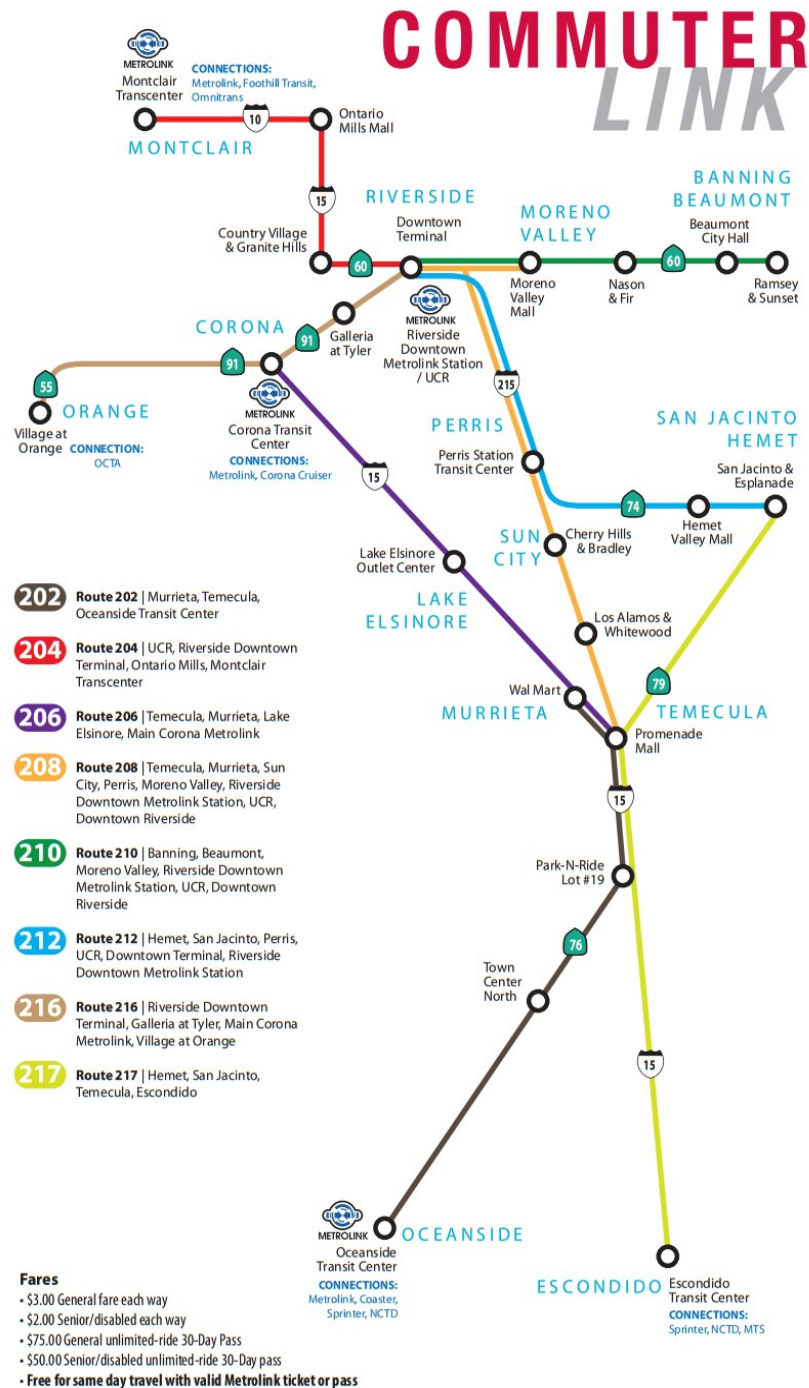 COMMUTER
LINK
METROLINK
Montclair
Transcenter
CONNECTIONS:
Metrolink, Foothill Transit,
Omnitrans
10
Ontario
Mills Mall
MONTCLAIR
15
RIVERSIDE
Downtown
Terminal
MORENO
VALLEY
BANNING
BEAUMONT
Beaumont
City Hall
Country Village
& Granite Hills
60
60
Moreno
Valley
Mall
Nason
& Fir
Ramsey
& Sunset
METROLINK
Riverside
Downtown
Metrolink Station
/ UCR
CORONA
Galleria
at Tyler
91
91
55
ORANGE
Village at
Orange
CONNECTION:
OCTA
METROLINK
Corona Transit
Center
CONNECTIONS:
Metrolink, Corona Cruiser
215
PERRIS
Perris Station
Transit Center
SAN JACINTO
HEMET
San Jacinto &
Esplanade
15
74
Hemet
Valley Mall
SUN
CITY
Cherry Hills
& Bradley
Lake Elsinore
Outlet Center
LAKE
ELSINORE
Los Alamos &
Whitewood
Wal Mart
MURRIETA
79
TEMECULA
Promenade
Mall
15
Park-N-Ride
Lot #19
76
Town
Center
North
15
METROLINK
OCEANSIDE
Oceanside
Transit Center
CONNECTIONS:
Metrolink, Coaster,
Sprinter, NCTD
ESCONDIDO
Escondido
Transit Center
CONNECTIONS:
Sprinter, NCTD, MTS
202 Route 202 | Murrieta, Temecula,
Oceanside Transit Center
204 Route 204 | UCR, Riverside Downtown
Terminal, Ontario Mills, Montclair
Transcenter
206 Route 206 | Temecula, Murrieta, Lake
Elsinore, Main Corona Metrolink
208 Route 208 | Temecula, Murrieta, Sun
City, Perris, Moreno Valley, Riverside
Downtown Metrolink Station, UCR,
Downtown Riverside
210 Route 210 | Banning, Beaumont,
Moreno Valley, Riverside Downtown
Metrolink Station, UCR, Downtown
Riverside
212 Route 212 | Hemet, San Jacinto, Perris,
UCR, Downtown Terminal, Riverside
Downtown Metrolink Station
216 Route 216 | Riverside Downtown
Terminal, Galleria at Tyler, Main Corona
Metrolink, Village at Orange
217 Route 217 | Hemet, San Jacinto,
Temecula, Escondido
Fares
• $3.00 General fare each way
• $2.00 Senior/disabled each way
• $75.00 General unlimited-ride 30-Day Pass
• $50.00 Senior/disabled unlimited-ride 30-Day pass
• Free for same day travel with valid Metrolink ticket or pass